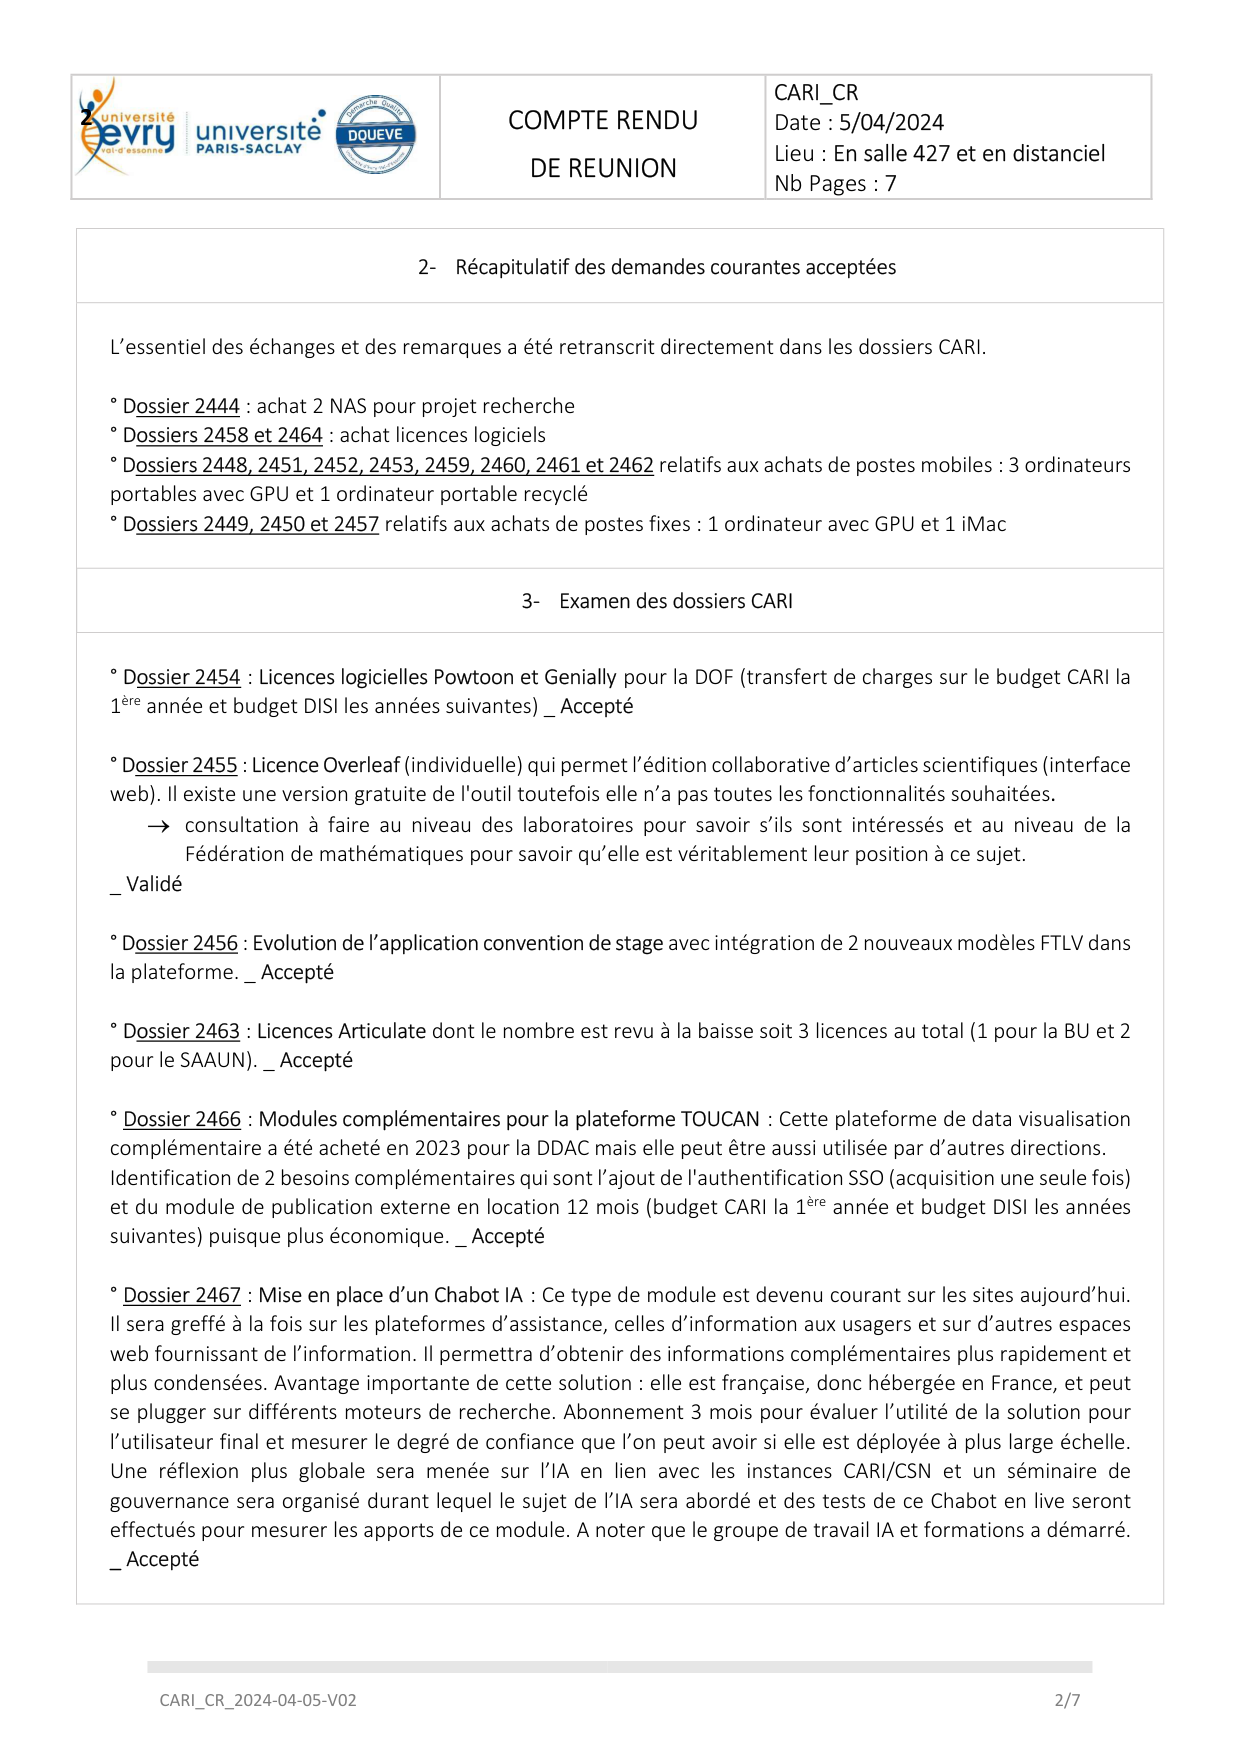 2
université
evry
val-d'essonne
université
PARIS-SACLAY
Démarche Qualité
DQUEVE
COMPTE RENDU
DE REUNION
CARI_CR
Date : 5/04/2024
Lieu : En salle 427 et en distanciel
Nb Pages : 7
2- Récapitulatif des demandes courantes acceptées
L’essentiel des échanges et des remarques a été retranscrit directement dans les dossiers CARI.
° Dossier 2444 : achat 2 NAS pour projet recherche
° Dossiers 2458 et 2464 : achat licences logiciels
° Dossiers 2448, 2451, 2452, 2453, 2459, 2460, 2461 et 2462 relatifs aux achats de postes mobiles : 3 ordinateurs
portables avec GPU et 1 ordinateur portable recyclé
° Dossiers 2449, 2450 et 2457 relatifs aux achats de postes fixes : 1 ordinateur avec GPU et 1 iMac
3- Examen des dossiers CARI
° Dossier 2454 : Licences logicielles Powtoon et Genially pour la DOF (transfert de charges sur le budget CARI la
1ère année et budget DISI les années suivantes) _ Accepté
° Dossier 2455 : Licence Overleaf (individuelle) qui permet l’édition collaborative d’articles scientifiques (interface
web). Il existe une version gratuite de l'outil toutefois elle n’a pas toutes les fonctionnalités souhaitées.
→ consultation à faire au niveau des laboratoires pour savoir s’ils sont intéressés et au niveau de la
Fédération de mathématiques pour savoir qu’elle est véritablement leur position à ce sujet.
_ Validé
° Dossier 2456 : Evolution de l’application convention de stage avec intégration de 2 nouveaux modèles FTLV dans
la plateforme. _ Accepté
° Dossier 2463 : Licences Articulate dont le nombre est revu à la baisse soit 3 licences au total (1 pour la BU et 2
pour le SAAUN). _ Accepté
° Dossier 2466 : Modules complémentaires pour la plateforme TOUCAN : Cette plateforme de data visualisation
complémentaire a été acheté en 2023 pour la DDAC mais elle peut être aussi utilisée par d’autres directions.
Identification de 2 besoins complémentaires qui sont l’ajout de l'authentification SSO (acquisition une seule fois)
et du module de publication externe en location 12 mois (budget CARI la 1ère année et budget DISI les années
suivantes) puisque plus économique. _ Accepté
° Dossier 2467 : Mise en place d’un Chabot IA : Ce type de module est devenu courant sur les sites aujourd’hui.
Il sera greffé à la fois sur les plateformes d’assistance, celles d’information aux usagers et sur d’autres espaces
web fournissant de l’information. Il permettra d’obtenir des informations complémentaires plus rapidement et
plus condensées. Avantage importante de cette solution : elle est française, donc hébergée en France, et peut
se plugger sur différents moteurs de recherche. Abonnement 3 mois pour évaluer l’utilité de la solution pour
l’utilisateur final et mesurer le degré de confiance que l’on peut avoir si elle est déployée à plus large échelle.
Une réflexion plus globale sera menée sur l’IA en lien avec les instances CARI/CSN et un séminaire de
gouvernance sera organisé durant lequel le sujet de l’IA sera abordé et des tests de ce Chabot en live seront
effectués pour mesurer les apports de ce module. A noter que le groupe de travail IA et formations a démarré.
_ Accepté
CARI_CR_2024-04-05-V02
2/7